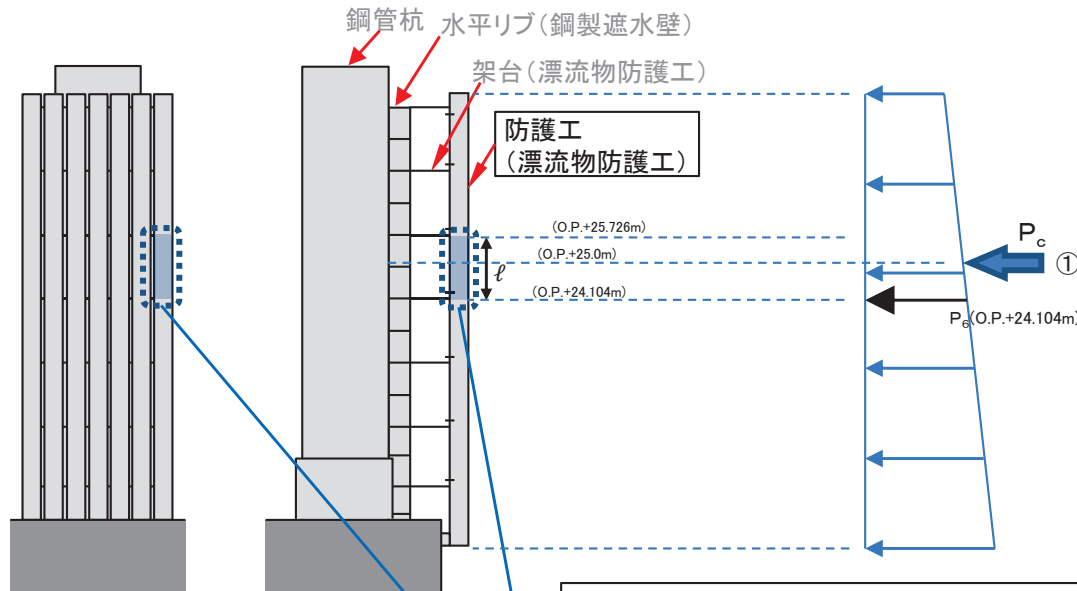 鋼管杭
水平リブ(鋼製遮水壁)
架台(漂流物防護工)
防護工
(漂流物防護工)
(O.P.+25.726m)
(O.P.+25.0m)
ℓ
(O.P.+24.104m)
Pc
①
P6(O.P.+24.104m)